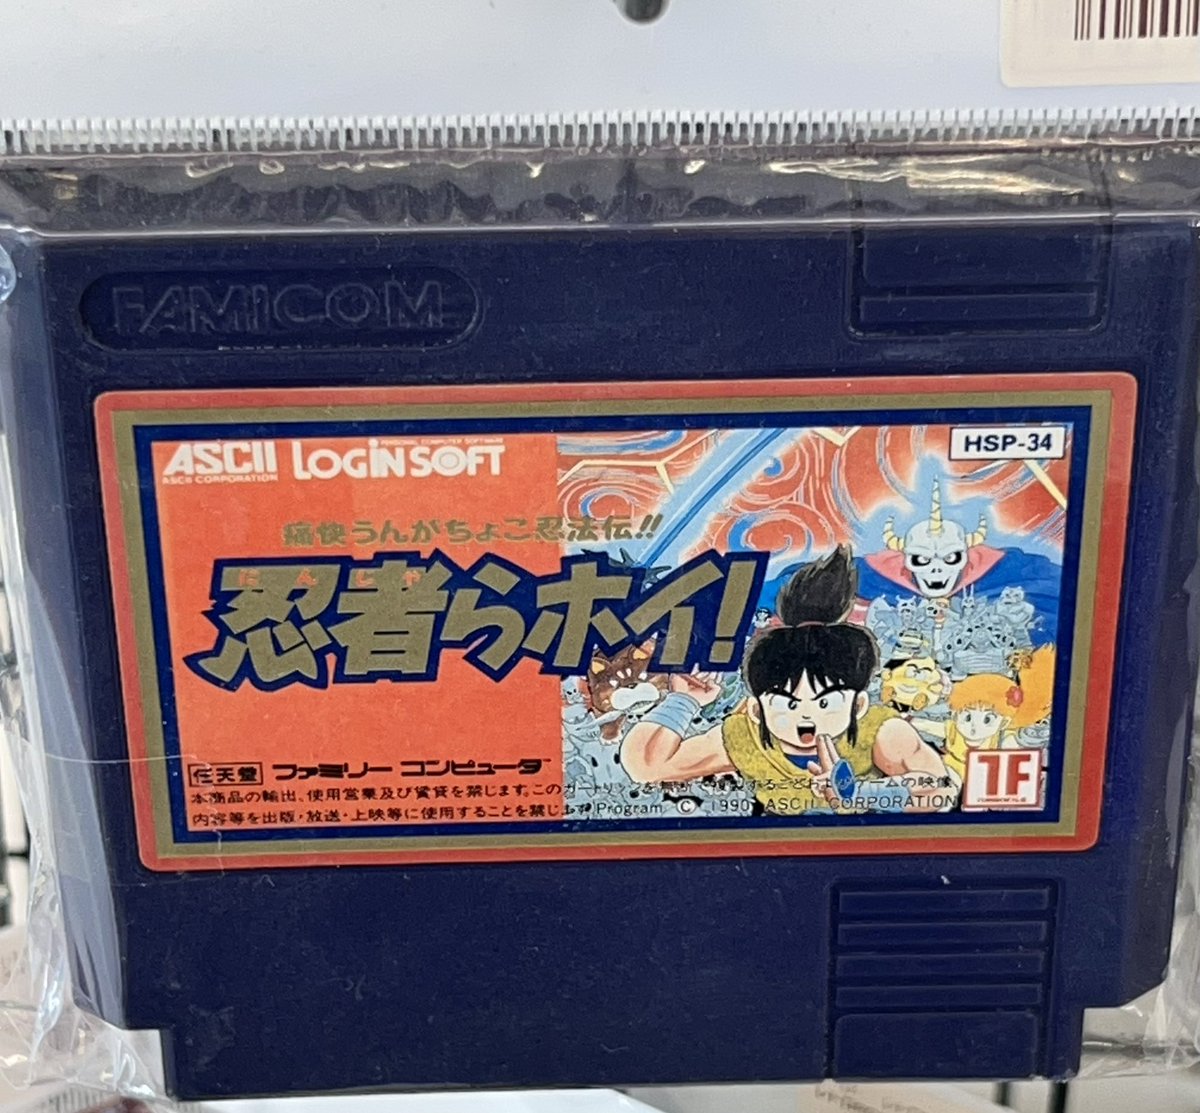 FAMICOM
ASCII
ASCII CORPORATION
PERSONAL COMPUTER SOFTWARE
LOGIN SOFT
HSP-34
痛快うんがちょこ忍法伝!!
にんじゃ
忍者らホイ!
任天堂 ファミリー コンピュータ
本商品の輸出、使用営業及び賃貸を禁じます。このカートリッジを無断で複製することおよびゲームの映像
内容等を出版・放送・上映等に使用することを禁じます Program © 1990 ASCII CORPORATION
1F